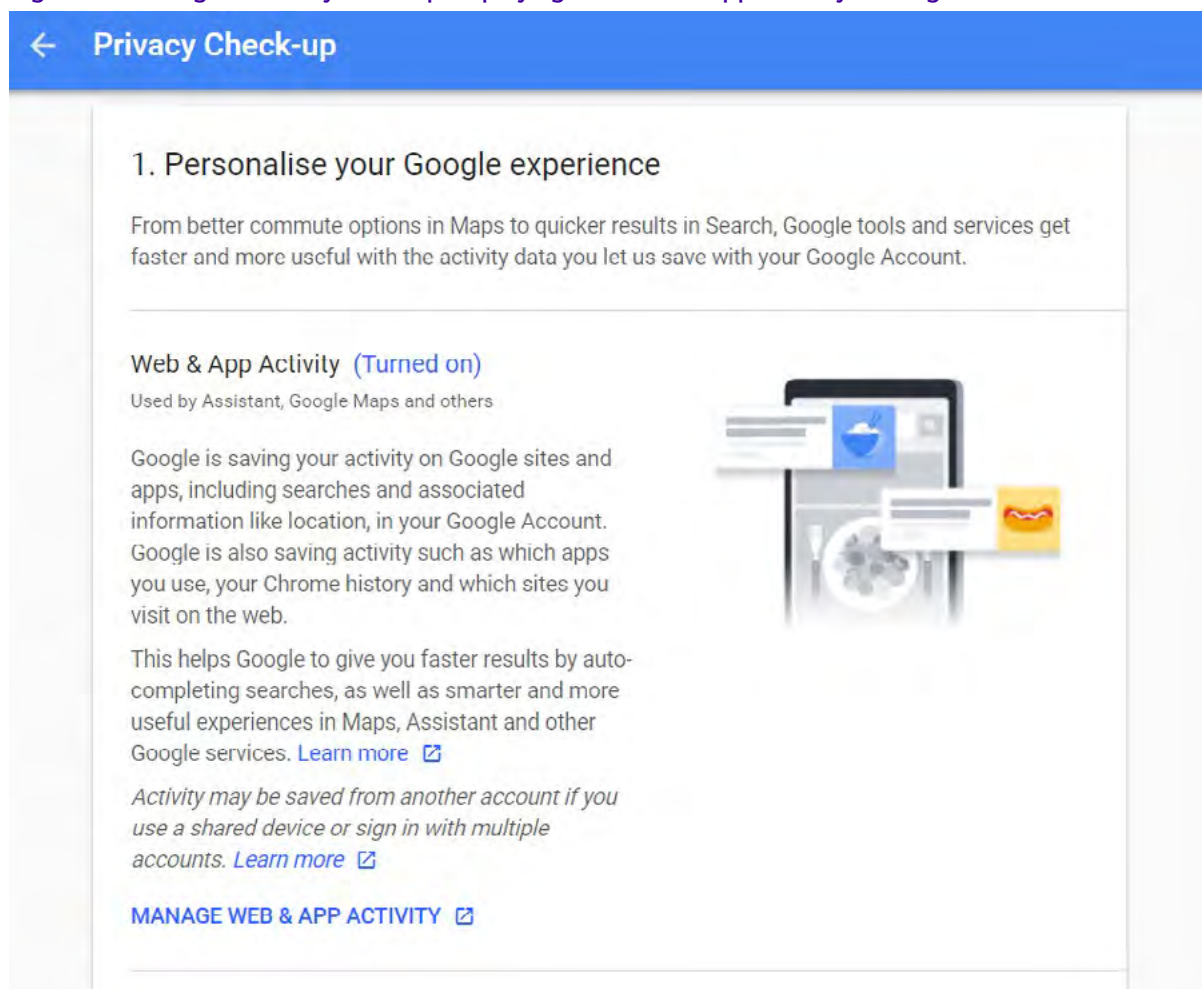 Privacy Check-up
1. Personalise your Google experience
From better commute options in Maps to quicker results in Search, Google tools and services get
faster and more useful with the activity data you let us save with your Google Account.
Web & App Activity (Turned on)
Used by Assistant, Google Maps and others
Google is saving your activity on Google sites and
apps, including searches and associated
information like location, in your Google Account.
Google is also saving activity such as which apps
you use, your Chrome history and which sites you
visit on the web.
This helps Google to give you faster results by auto-
completing searches, as well as smarter and more
useful experiences in Maps, Assistant and other
Google services. Learn more
Activity may be saved from another account if you
use a shared device or sign in with multiple
accounts. Learn more
MANAGE WEB & APP ACTIVITY